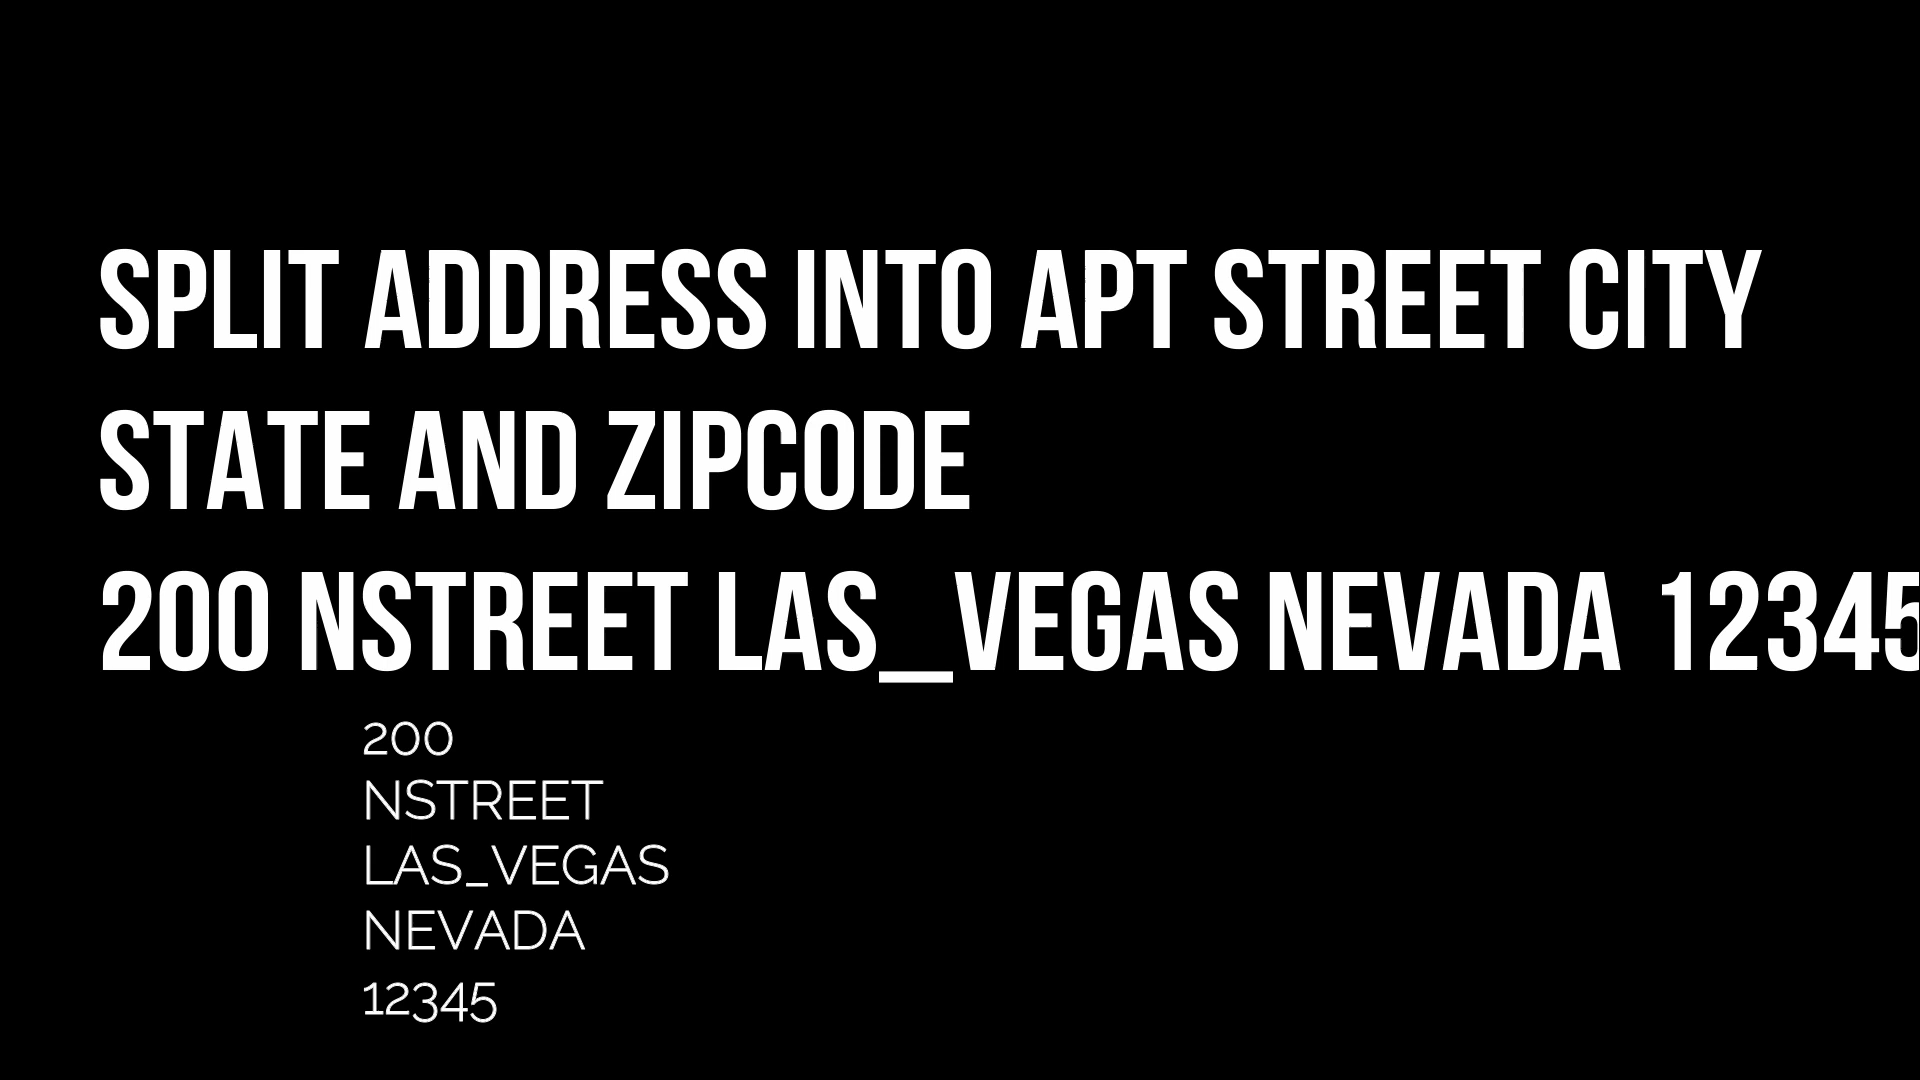 SPLIT ADDRESS INTO APT STREET CITY
STATE AND ZIPCODE
200 NSTREET LAS_VEGAS NEVADA 12345
200
NSTREET
LAS_VEGAS
NEVADA
12345